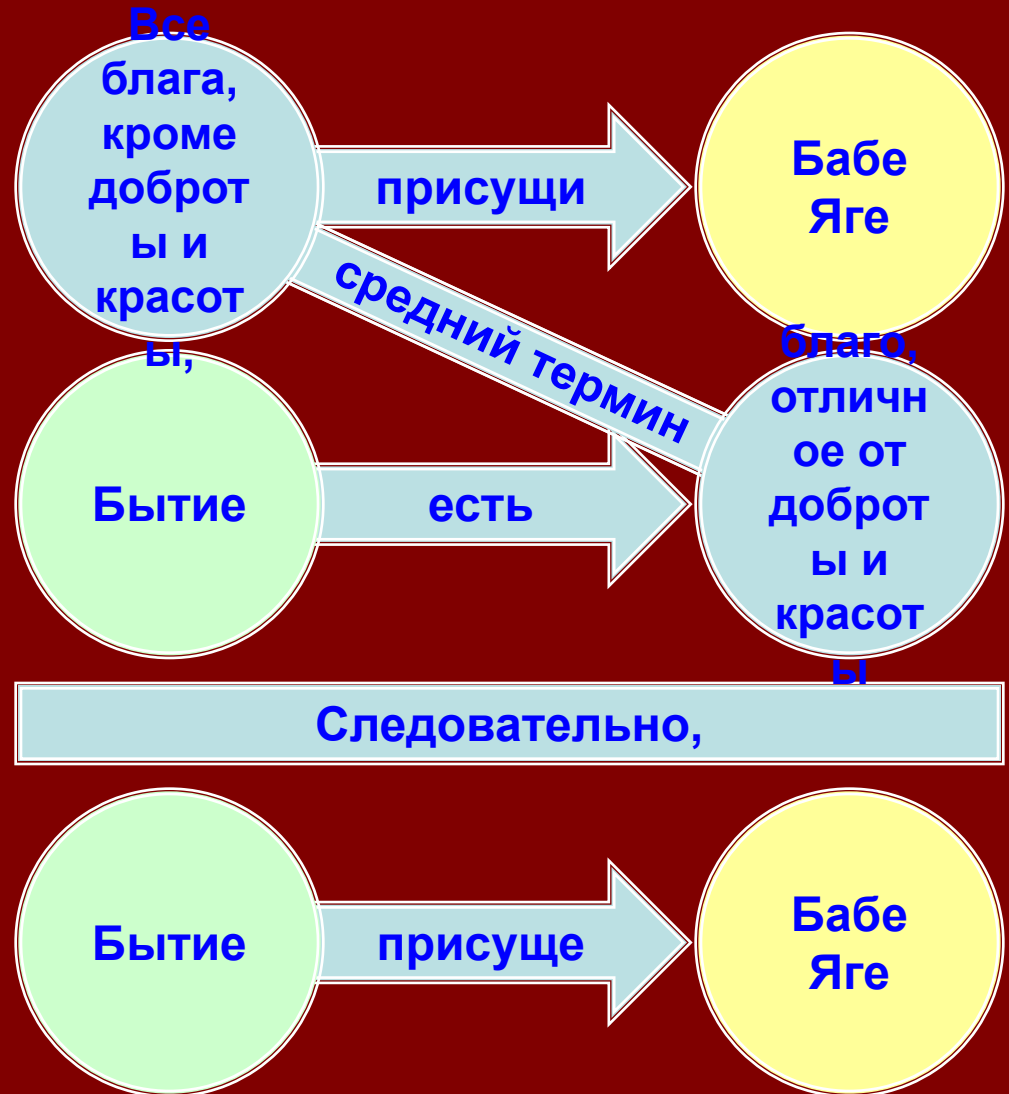 Все
блага,
кроме
доброт
ы и
красот
ы,
присущи
Бабе
Яге
средний термин
Бытие
есть
благо,
отличн
ое от
доброт
ы и
красот
ы
Следовательно,
Бытие
присуще
Бабе
Яге